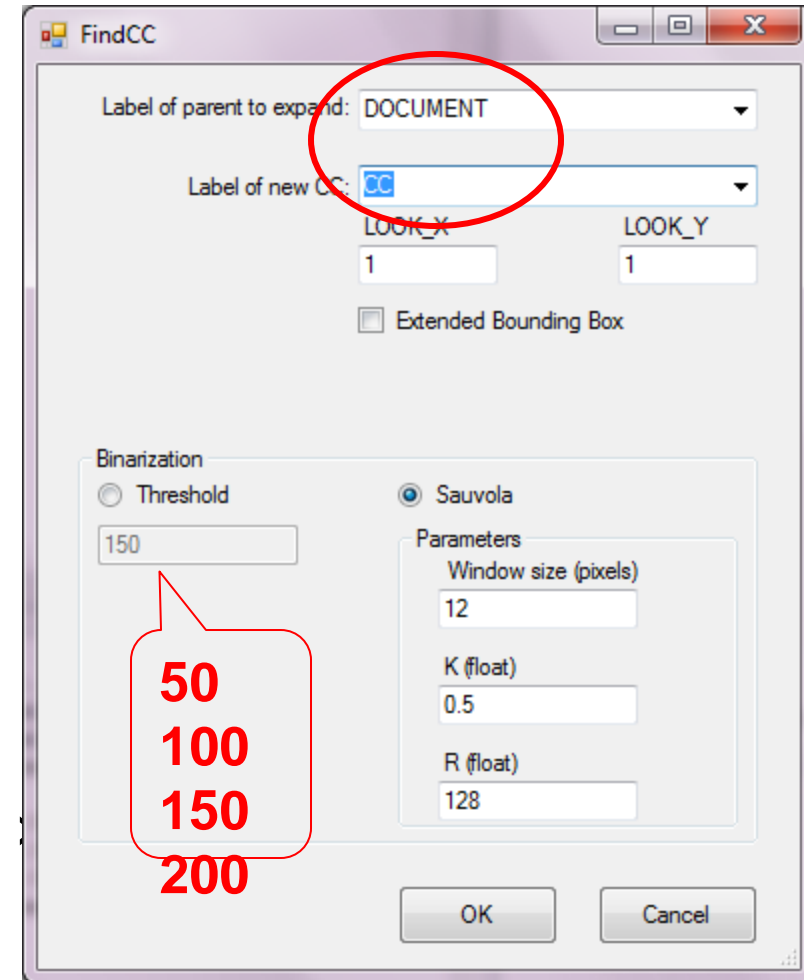 FindCC
Label of parent to expand: DOCUMENT
Label of new CC: CC
LOOK_X LOOK_Y
1 1
Extended Bounding Box
Binarization
Threshold Sauvola
150 Parameters
Window size (pixels)
12
50
K (float)
0.5
100
R (float)
128
150
200
OK Cancel